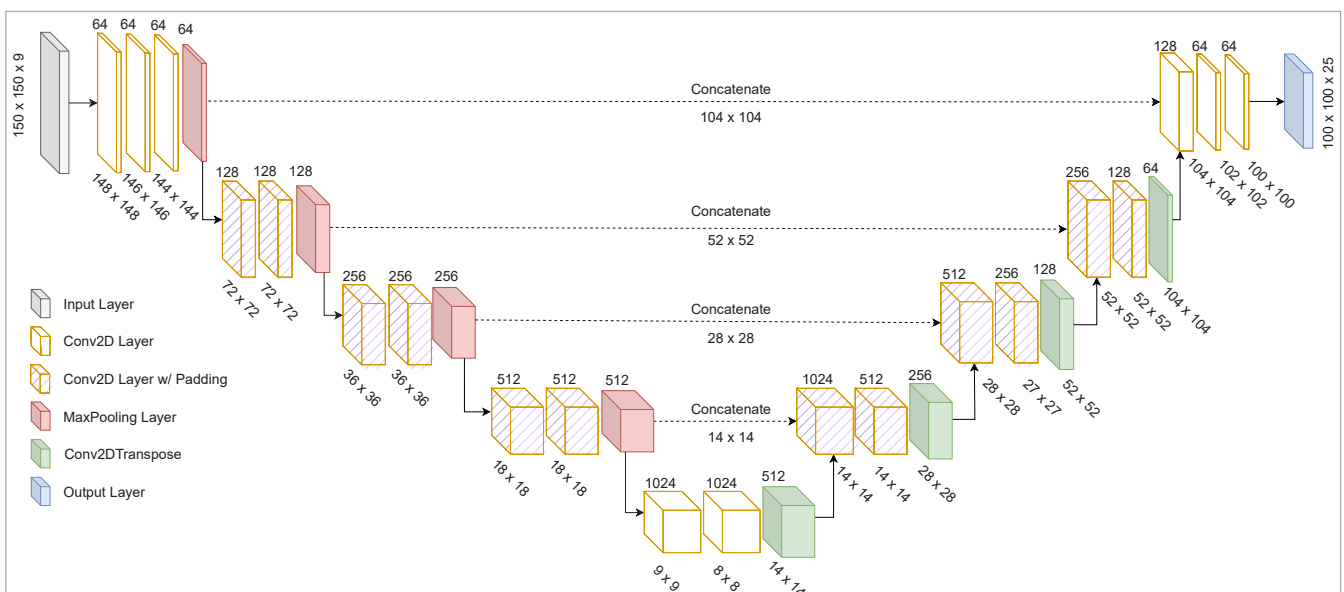 150 x 150 x 9
64 64 64 64
148 x 148
146 x 146
144 x 144
Concatenate
104 x 104
128 64 64
104 x 104
102 x 102
100 x 100
100 x 100 x 25
128 128 128
72 x 72
72 x 72
Concatenate
52 x 52
256 128 64
52 x 52
52 x 52
104 x 104
256 256 256
36 x 36
36 x 36
Concatenate
28 x 28
512 256 128
28 x 28
27 x 27
52 x 52
512 512 512
18 x 18
18 x 18
Concatenate
14 x 14
1024 512 256
14 x 14
14 x 14
28 x 28
1024 1024 512
9 x 9
8 x 8
14 x 14
Input Layer
Conv2D Layer
Conv2D Layer w/ Padding
MaxPooling Layer
Conv2DTranspose
Output Layer